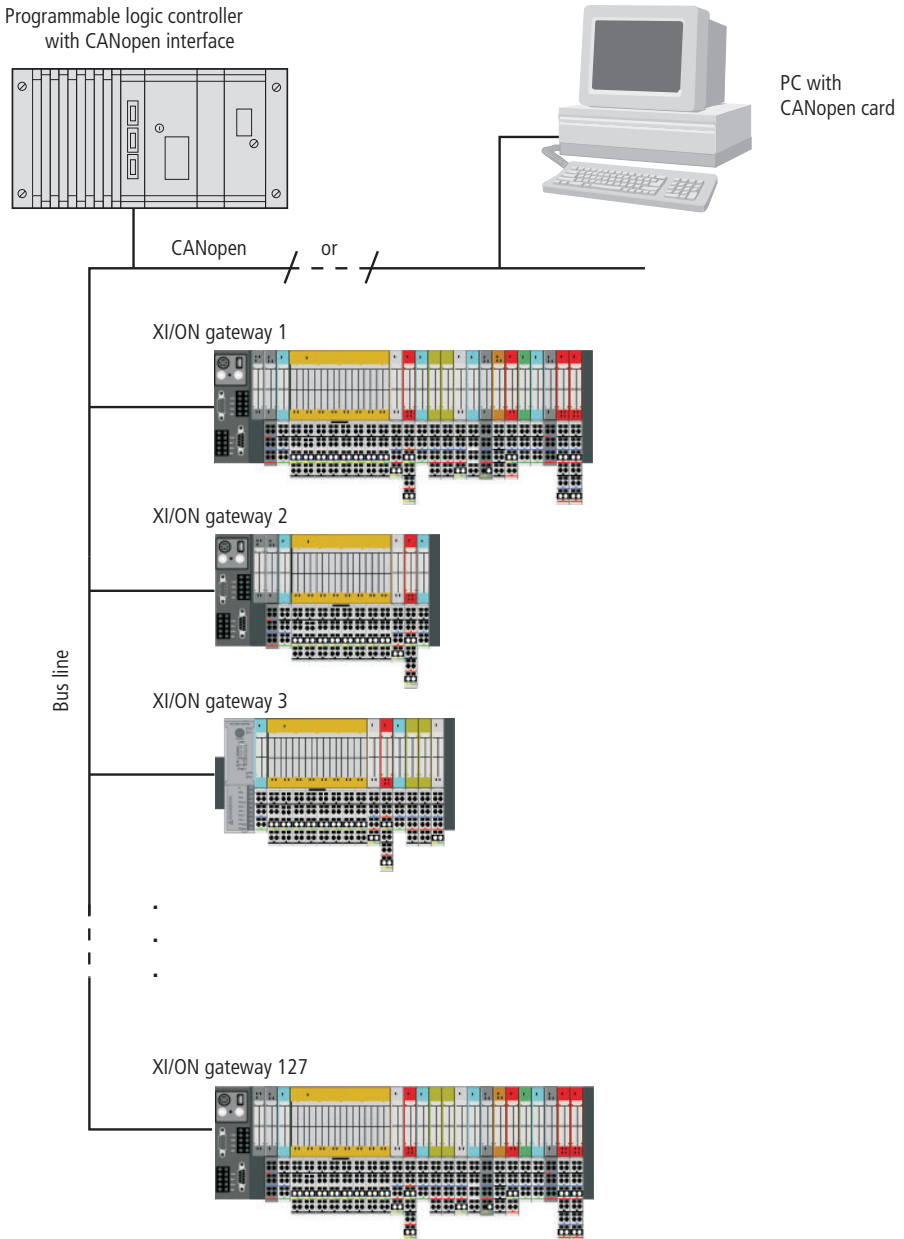 Programmable logic controller
with CANopen interface
PC with
CANopen card
CANopen
or
XI/ON gateway 1
XI/ON gateway 2
Bus line
XI/ON gateway 3
XI/ON gateway 127